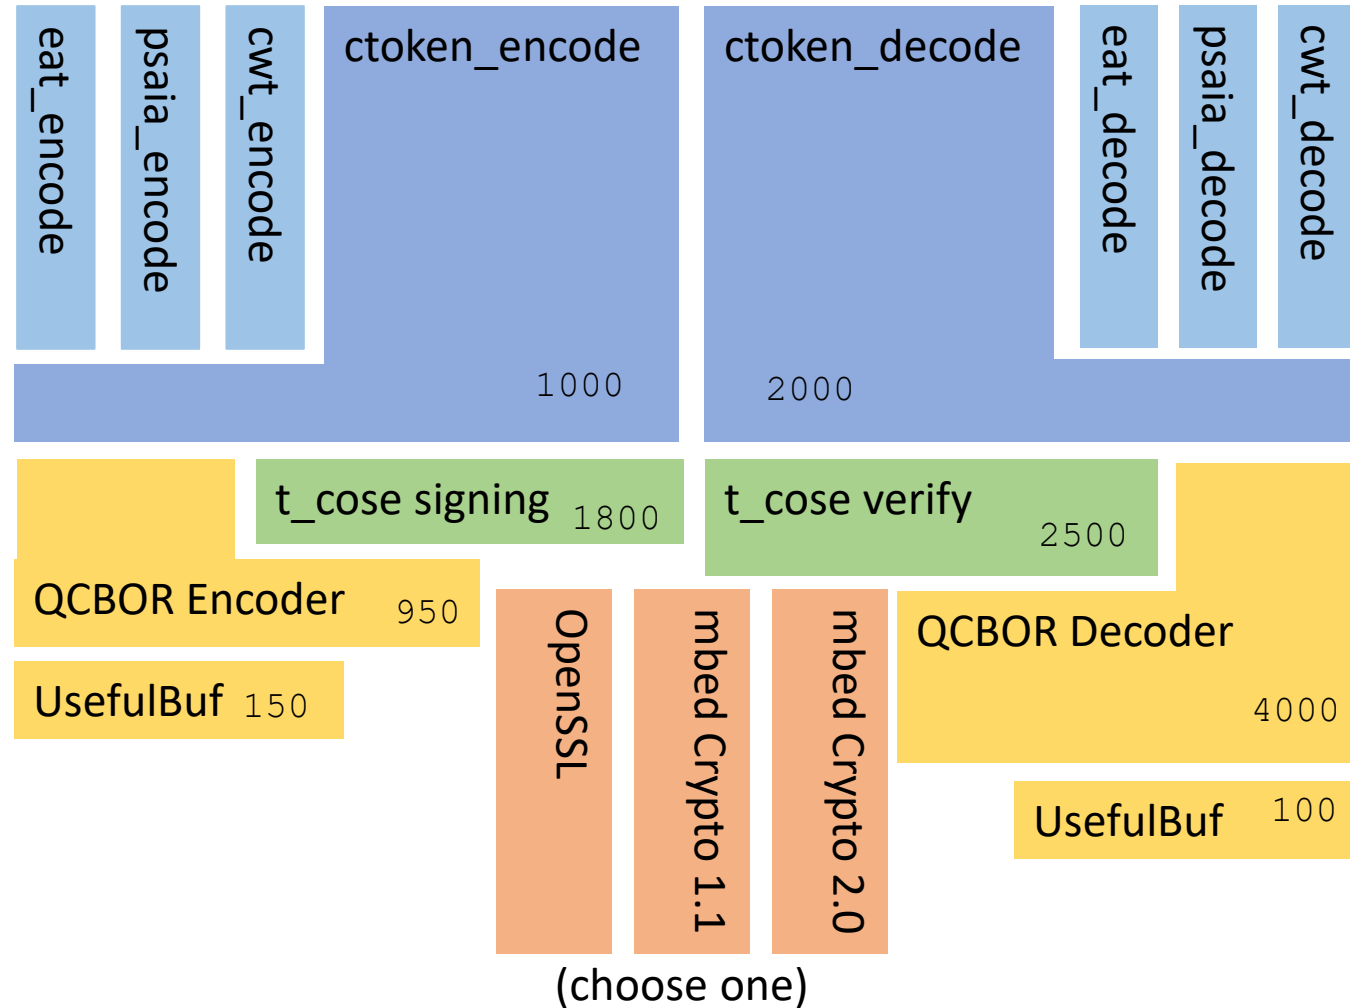 eat_encode
psaia_encode
cwt_encode
ctoken_encode
1000
ctoken_decode
2000
eat_decode
psaia_decode
cwt_decode
t_cose signing 1800
t_cose verify
2500
QCBOR Encoder 950
UsefulBuf 150
OpenSSL
mbed Crypto 1.1
mbed Crypto 2.0
(choose one)
QCBOR Decoder
4000
UsefulBuf 100